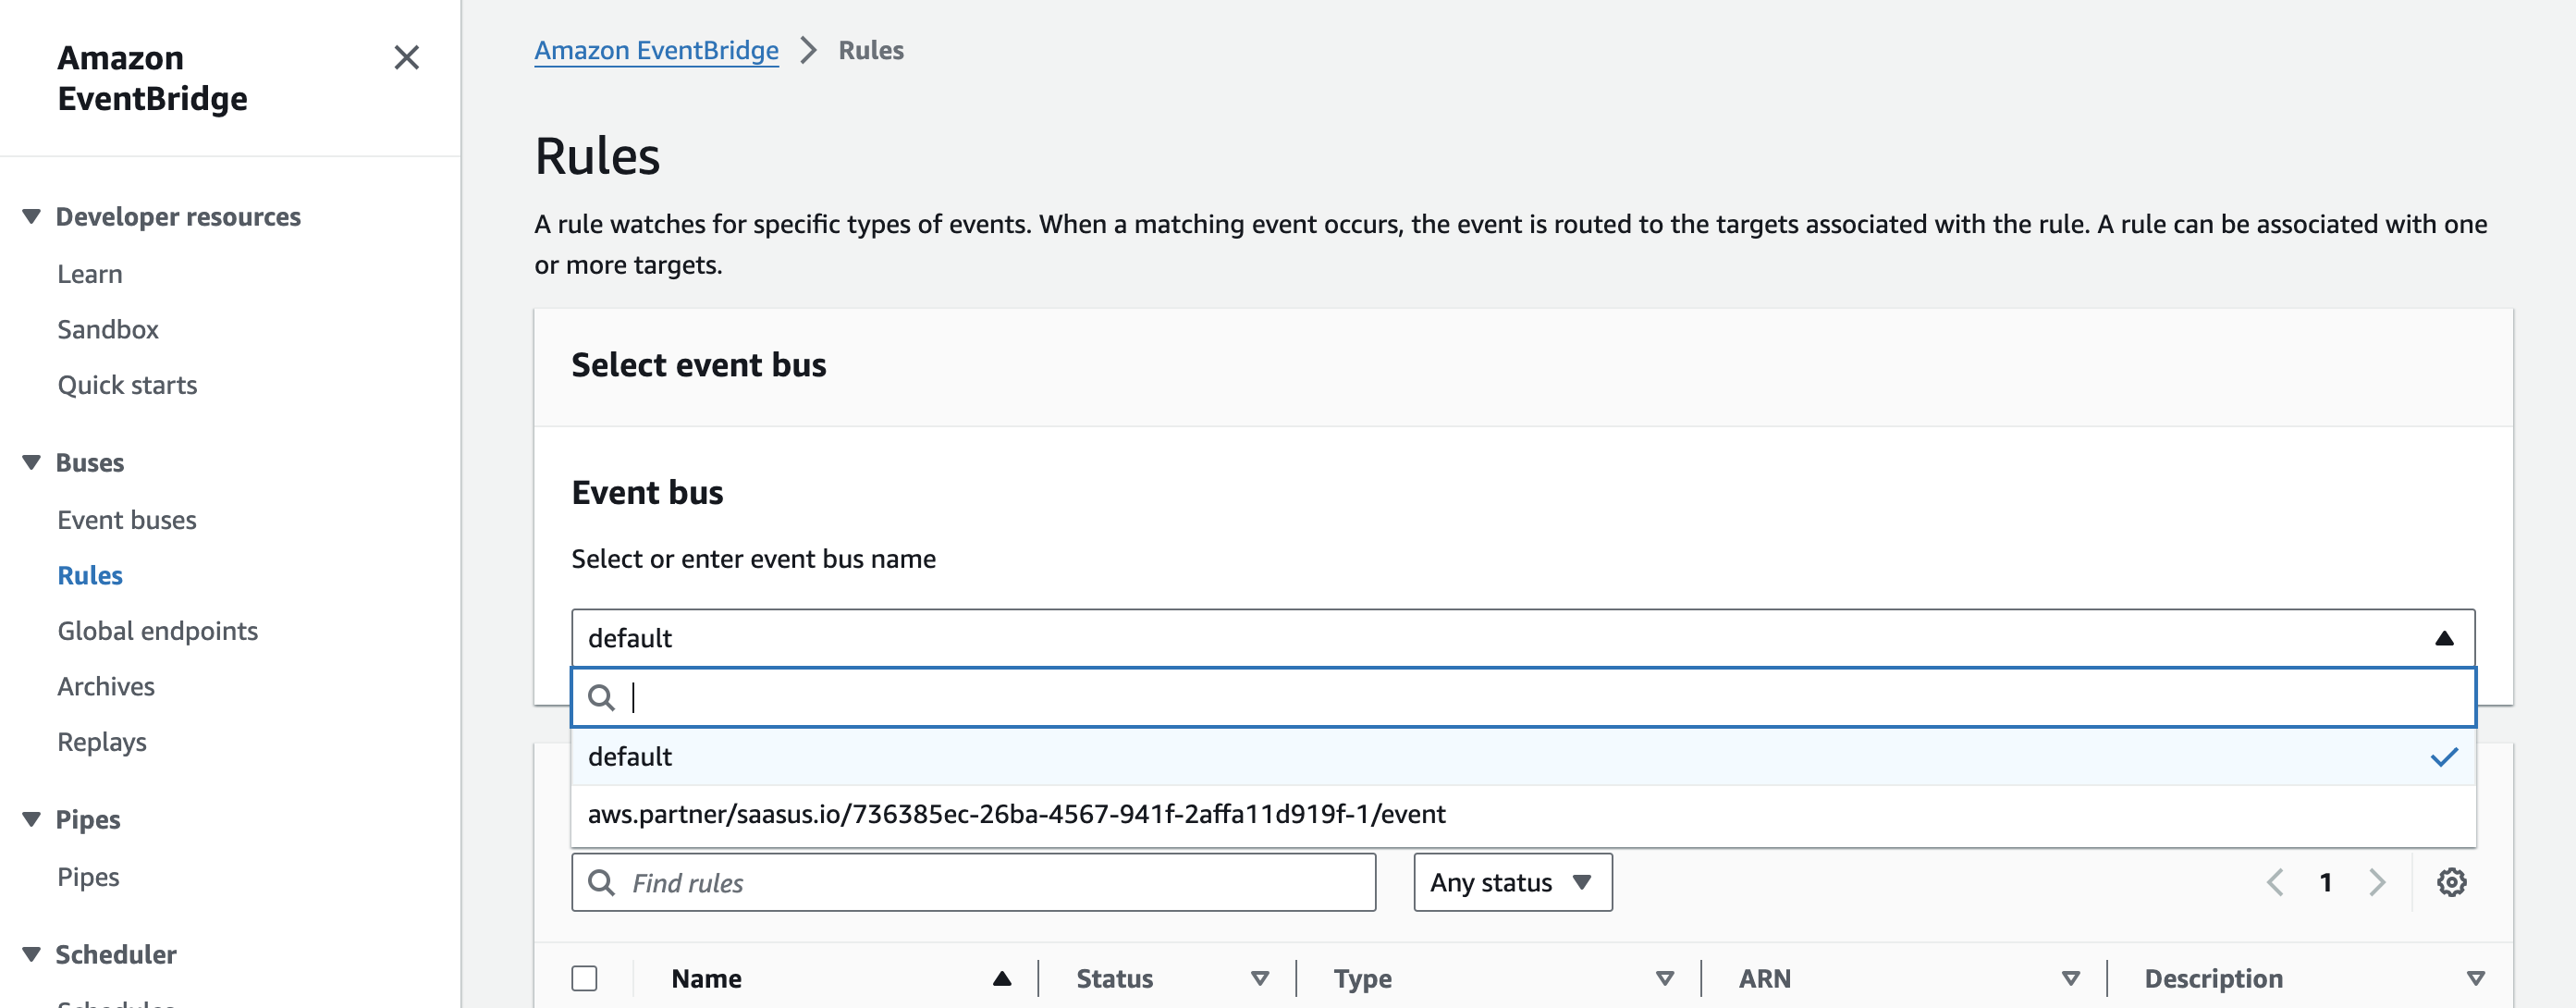 Amazon
EventBridge
Developer resources
Learn
Sandbox
Quick starts
Buses
Event buses
Rules
Global endpoints
Archives
Replays
Pipes
Pipes
Scheduler
Schedules
Amazon EventBridge > Rules
Rules
A rule watches for specific types of events. When a matching event occurs, the event is routed to the targets associated with the rule. A rule can be associated with one
or more targets.
Select event bus
Event bus
Select or enter event bus name
default
default
aws.partner/saasus.io/736385ec-26ba-4567-941f-2affa11d919f-1/event
Find rules Any status 1
Name Status Type ARN Description